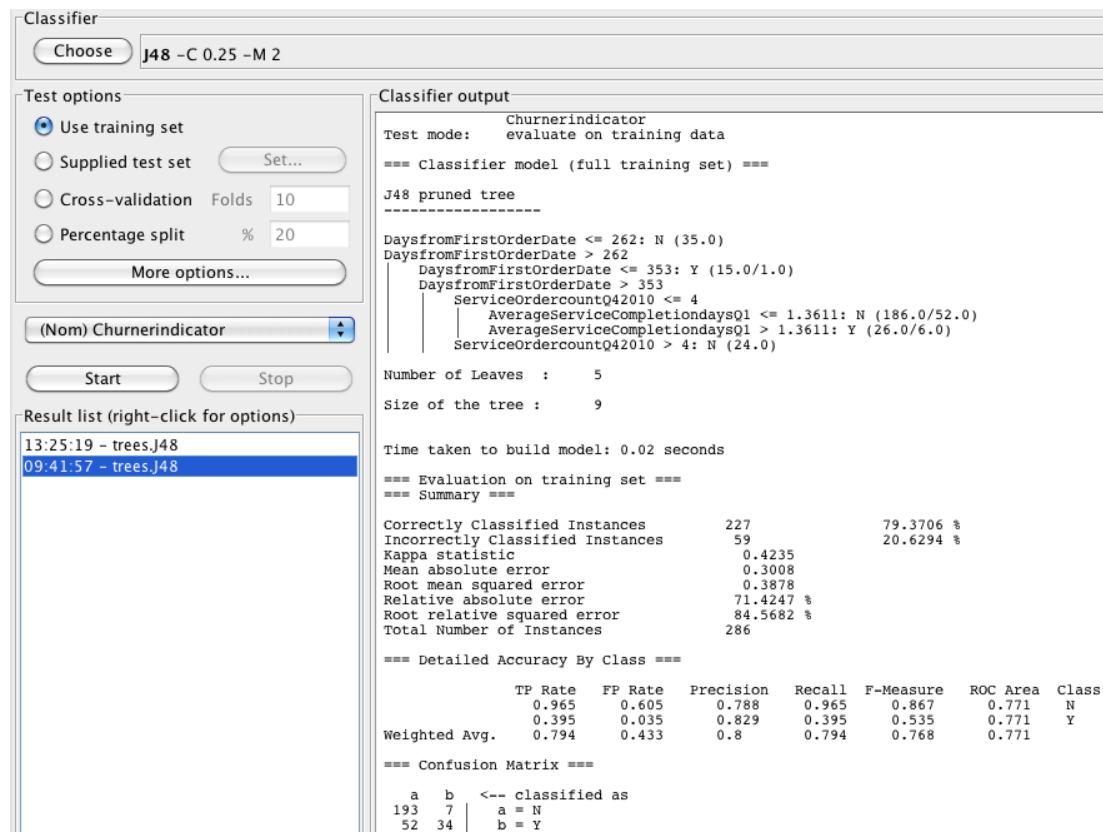 Classifier
Choose J48 -C 0.25 -M 2
Test options
Use training set
Supplied test set Set...
Cross-validation Folds 10
Percentage split % 20
More options...
(Nom) Churnerindicator
Start Stop
Result list (right-click for options)
13:25:19 - trees.J48
09:41:57 - trees.J48
Classifier output
Churnerindicator
Test mode: evaluate on training data
=== Classifier model (full training set) ===
J48 pruned tree
------------------
DaysfromFirstOrderDate <= 262: N (35.0)
DaysfromFirstOrderDate > 262
| DaysfromFirstOrderDate <= 353: Y (15.0/1.0)
| DaysfromFirstOrderDate > 353
| | ServiceOrdercountQ42010 <= 4
| | | AverageServiceCompletiondaysQ1 <= 1.3611: N (186.0/52.0)
| | | AverageServiceCompletiondaysQ1 > 1.3611: Y (26.0/6.0)
| | ServiceOrdercountQ42010 > 4: N (24.0)
Number of Leaves : 5
Size of the tree : 9
Time taken to build model: 0.02 seconds
=== Evaluation on training set ===
=== Summary ===
Correctly Classified Instances 227 79.3706 %
Incorrectly Classified Instances 59 20.6294 %
Kappa statistic 0.4235
Mean absolute error 0.3008
Root mean squared error 0.3878
Relative absolute error 71.4247 %
Root relative squared error 84.5682 %
Total Number of Instances 286
=== Detailed Accuracy By Class ===
TP Rate FP Rate Precision Recall F-Measure ROC Area Class
0.965 0.605 0.788 0.965 0.867 0.771 N
0.395 0.035 0.829 0.395 0.535 0.771 Y
Weighted Avg. 0.794 0.433 0.8 0.794 0.768 0.771
=== Confusion Matrix ===
a b <-- classified as
193 7 | a = N
52 34 | b = Y